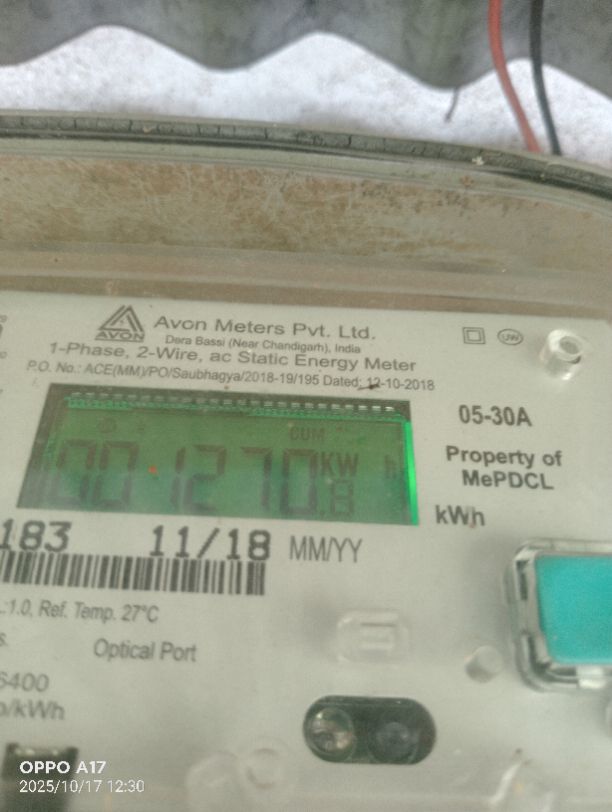 AVON
Avon Meters Pvt. Ltd.
Dera Bassi (Near Chandigarh), India
1-Phase, 2-Wire, ac Static Energy Meter
P.O. No.: ACE(MM)/PO/Saubhagya/2018-19/195 Dated: 12-10-2018
05-30A
CUM
001270.8 KW h
Property of
MePDCL
kWh
183 11/18 MM/YY
:1.0, Ref. Temp. 27°C
Optical Port
6400
/kWh
OPPO A17
2025/10/17 12:30